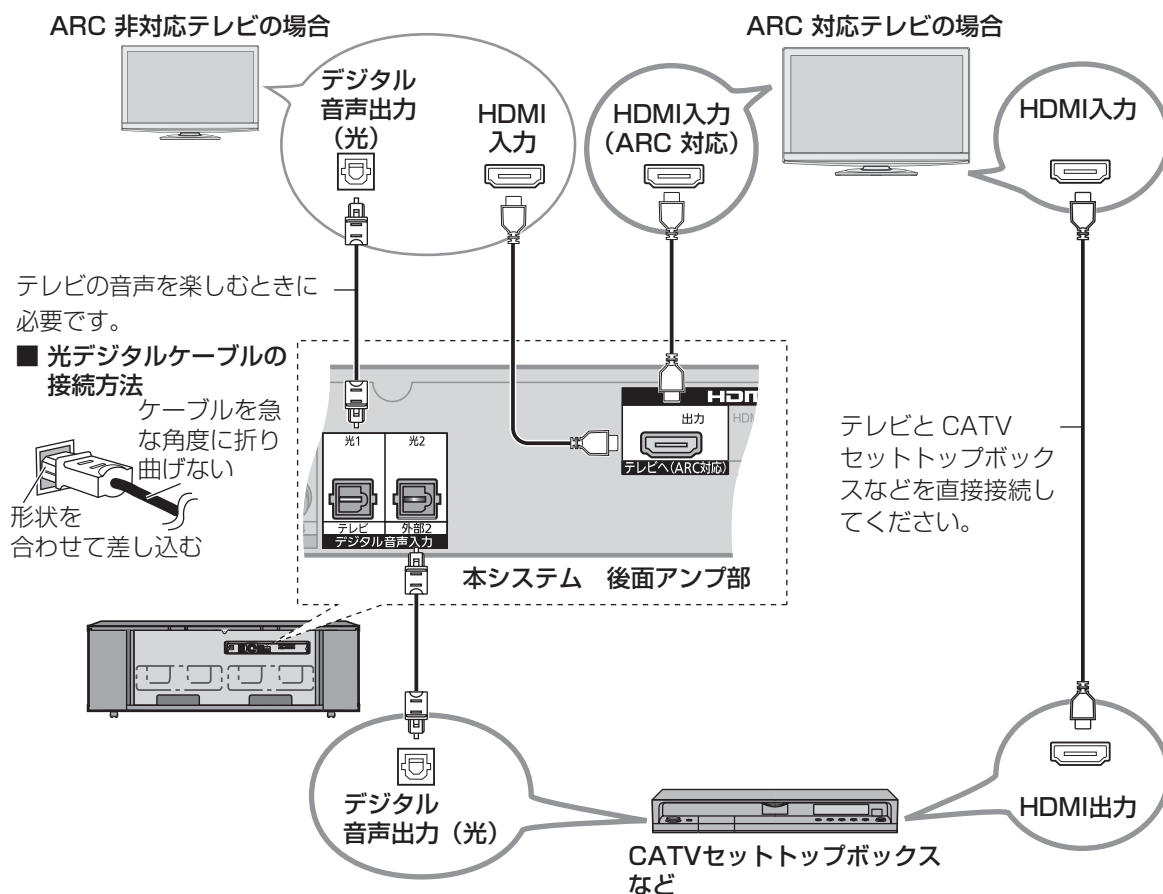 ARC 非対応テレビの場合
ARC 対応テレビの場合
デジタル
音声出力
（光）
HDMI
入力
HDMI入力
（ARC 対応）
HDMI入力
テレビの音声を楽しむときに
必要です。
■ 光デジタルケーブルの
接続方法
ケーブルを急
な角度に折り
曲げない
形状を
合わせて差し込む
光1
光2
テレビ
外部2
デジタル音声入力
出力
テレビへ(ARC対応)
本システム　後面アンプ部
テレビと CATV
セットトップボック
スなどを直接接続し
てください。
デジタル
音声出力（光）
HDMI出力
CATVセットトップボックス
など